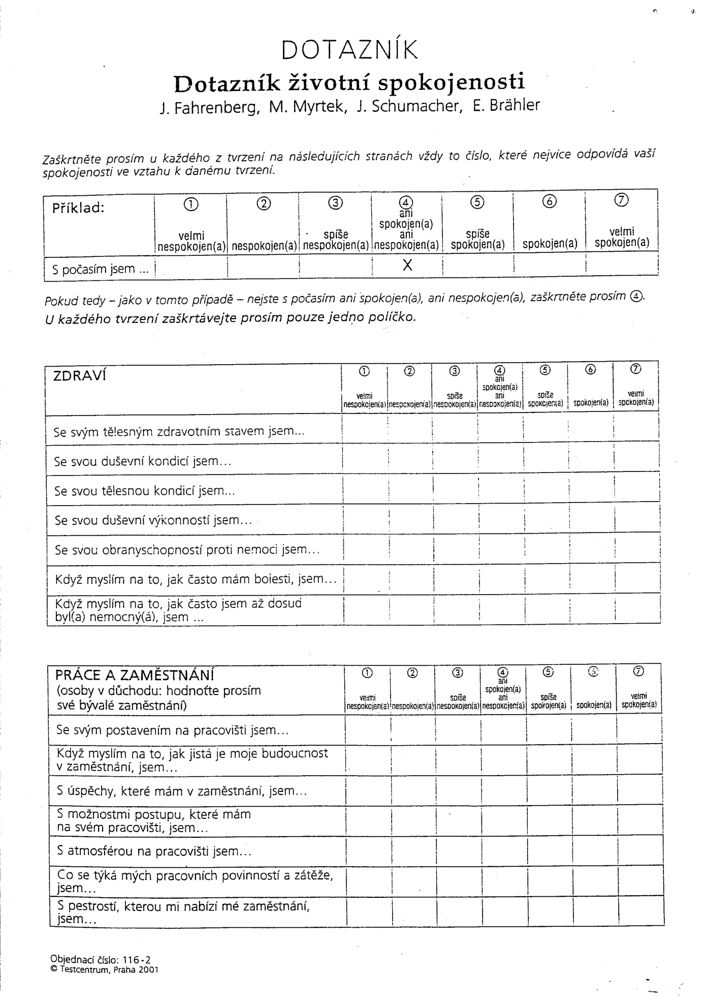 DOTAZNÍK
Dotazník životní spokojenosti
J. Fahrenberg, M. Myrtek, J. Schumacher, E. Brähler
Zaškrtněte prosím u každého z tvrzení na následujících stranách vždy to číslo, které nejvíce odpovídá vaší
spokojenosti ve vztahu k danému tvrzení.
Příklad: ① ② ③ ④ ⑤ ⑥ ⑦
ani
spokojen(a)
velmi spíše ani spíše velmi
nespokojen(a) nespokojen(a) nespokojen(a) nespokojen(a) spokojen(a) spokojen(a) spokojen(a)
S počasím jsem ... X
Pokud tedy – jako v tomto případě – nejste s počasím ani spokojen(a), ani nespokojen(a), zaškrtněte prosím ④.
U každého tvrzení zaškrtávejte prosím pouze jedno políčko.
ZDRAVÍ ① ② ③ ④ ⑤ ⑥ ⑦
ani
spokojen(a)
velmi spíše ani spíše velmi
nespokojen(a) nespokojen(a) nespokojen(a) nespokojen(a) spokojen(a) spokojen(a) spokojen(a)
Se svým tělesným zdravotním stavem jsem...
Se svou duševní kondicí jsem...
Se svou tělesnou kondicí jsem...
Se svou duševní výkonností jsem...
Se svou obranyschopností proti nemoci jsem...
Když myslím na to, jak často mám bolesti, jsem...
Když myslím na to, jak často jsem až dosud
byl(a) nemocný(á), jsem ...
PRÁCE A ZAMĚSTNÁNÍ ① ② ③ ④ ⑤ ⑥ ⑦
(osoby v důchodu: hodnoťte prosím
své bývalé zaměstnání)
ani
spokojen(a)
velmi spíše ani spíše velmi
nespokojen(a) nespokojen(a) nespokojen(a) nespokojen(a) spokojen(a) spokojen(a) spokojen(a)
Se svým postavením na pracovišti jsem...
Když myslím na to, jak jistá je moje budoucnost
v zaměstnání, jsem...
S úspěchy, které mám v zaměstnání, jsem...
S možnostmi postupu, které mám
na svém pracovišti, jsem...
S atmosférou na pracovišti jsem...
Co se týká mých pracovních povinností a zátěže,
jsem...
S pestrostí, kterou mi nabízí mé zaměstnání,
jsem...
Objednací číslo: 116-2
© Testcentrum, Praha 2001